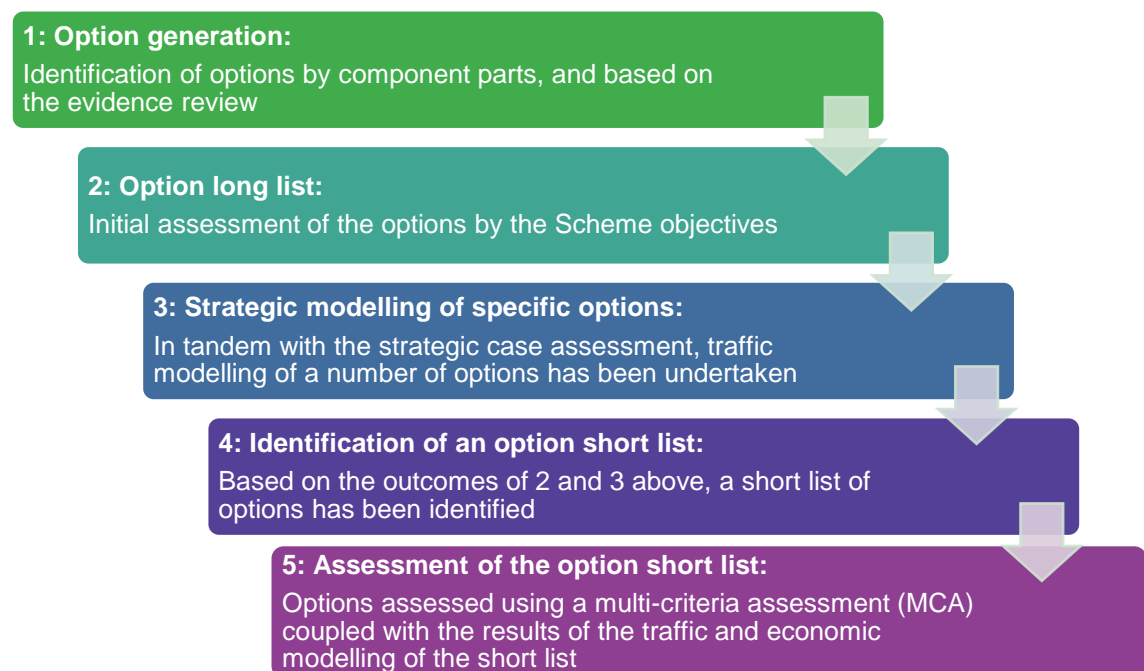 1: Option generation:
Identification of options by component parts, and based on
the evidence review
2: Option long list:
Initial assessment of the options by the Scheme objectives
3: Strategic modelling of specific options:
In tandem with the strategic case assessment, traffic
modelling of a number of options has been undertaken
4: Identification of an option short list:
Based on the outcomes of 2 and 3 above, a short list of
options has been identified
5: Assessment of the option short list:
Options assessed using a multi-criteria assessment (MCA)
coupled with the results of the traffic and economic
modelling of the short list